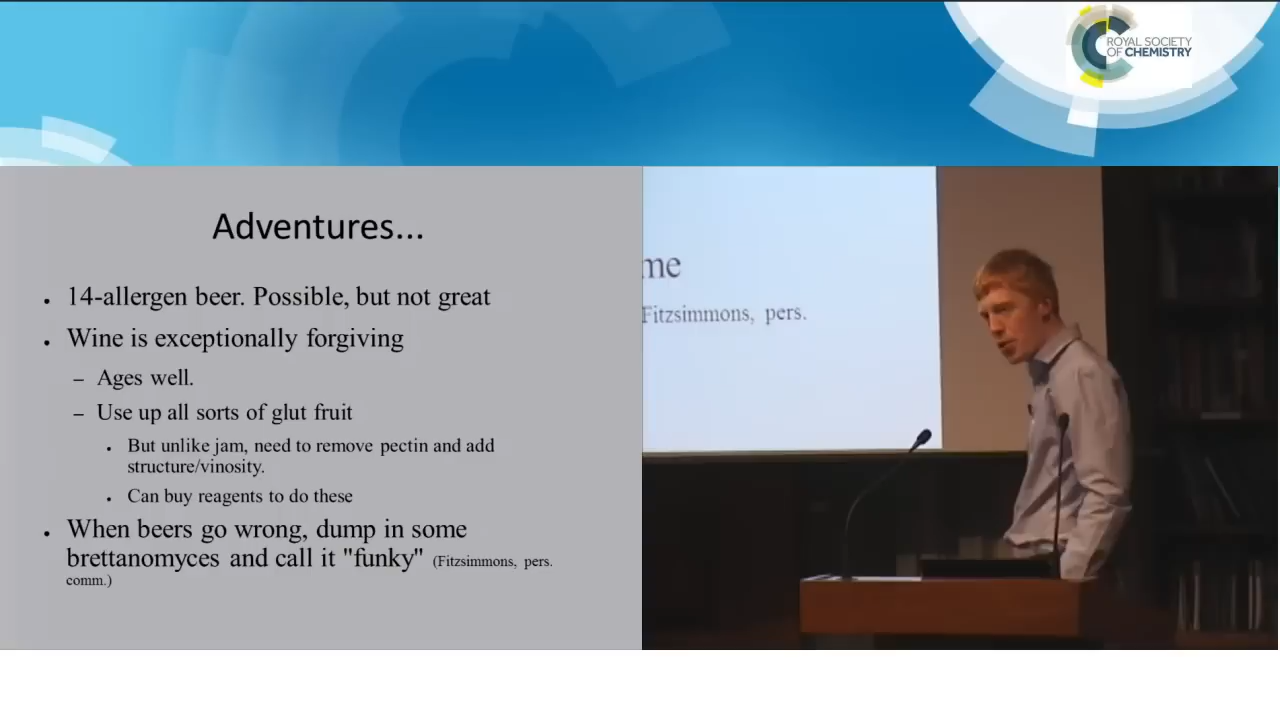 ROYAL SOCIETY
OF CHEMISTRY
Adventures...
• 14-allergen beer. Possible, but not great
• Wine is exceptionally forgiving
– Ages well.
– Use up all sorts of glut fruit
• But unlike jam, need to remove pectin and add
structure/vinosity.
• Can buy reagents to do these
• When beers go wrong, dump in some
brettanomyces and call it "funky" (Fitzsimmons, pers.
comm.)
me
Fitzsimmons, pers.